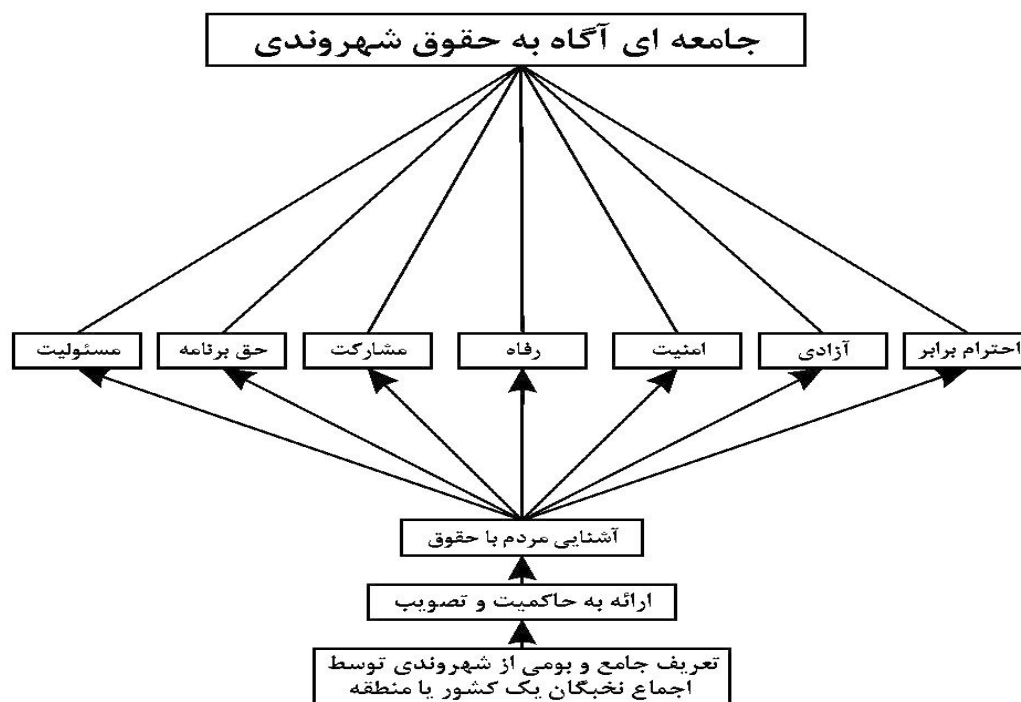 جامعه ای آگاه به حقوق شهروندی
احترام برابر
آزادی
امنیت
رفاه
مشارکت
حق برنامه
مسئولیت
آشنایی مردم با حقوق
ارائه به حاکمیت و تصویب
تعریف جامع و بومی از شهروندی توسط
اجماع نخبگان یک کشور یا منطقه